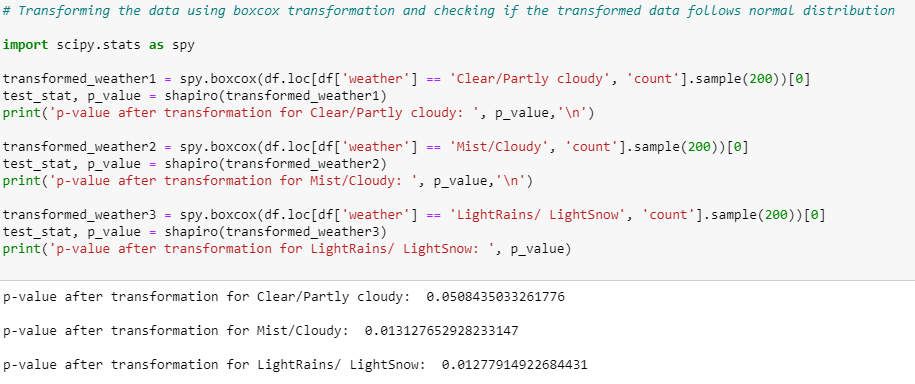 # Transforming the data using boxcox transformation and checking if the transformed data follows normal distribution
import scipy.stats as spy
transformed_weather1 = spy.boxcox(df.loc[df['weather'] == 'Clear/Partly cloudy', 'count'].sample(200))[0]
test_stat, p_value = shapiro(transformed_weather1)
print('p-value after transformation for Clear/Partly cloudy: ', p_value,'\n')
transformed_weather2 = spy.boxcox(df.loc[df['weather'] == 'Mist/Cloudy', 'count'].sample(200))[0]
test_stat, p_value = shapiro(transformed_weather2)
print('p-value after transformation for Mist/Cloudy: ', p_value,'\n')
transformed_weather3 = spy.boxcox(df.loc[df['weather'] == 'LightRains/ LightSnow', 'count'].sample(200))[0]
test_stat, p_value = shapiro(transformed_weather3)
print('p-value after transformation for LightRains/ LightSnow: ', p_value)
p-value after transformation for Clear/Partly cloudy:  0.0508435033261776
p-value after transformation for Mist/Cloudy:  0.013127652928233147
p-value after transformation for LightRains/ LightSnow:  0.01277914922684431